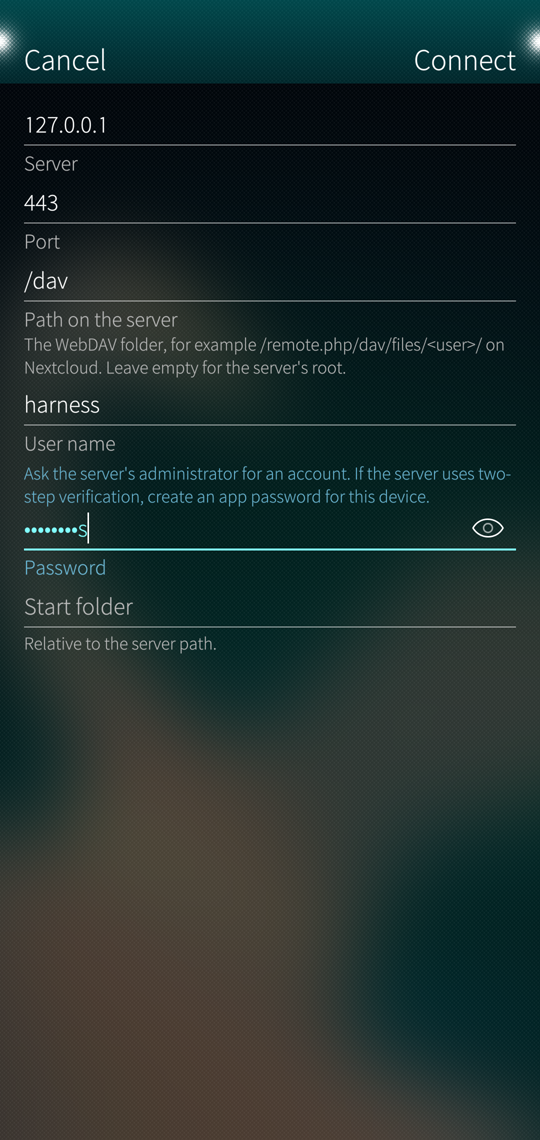 Cancel
Connect
127.0.0.1
Server
443
Port
/dav
Path on the server
The WebDAV folder, for example /remote.php/dav/files/<user>/ on
Nextcloud. Leave empty for the server's root.
harness
User name
Ask the server's administrator for an account. If the server uses two-
step verification, create an app password for this device.
••••••••s
Password
Start folder
Relative to the server path.